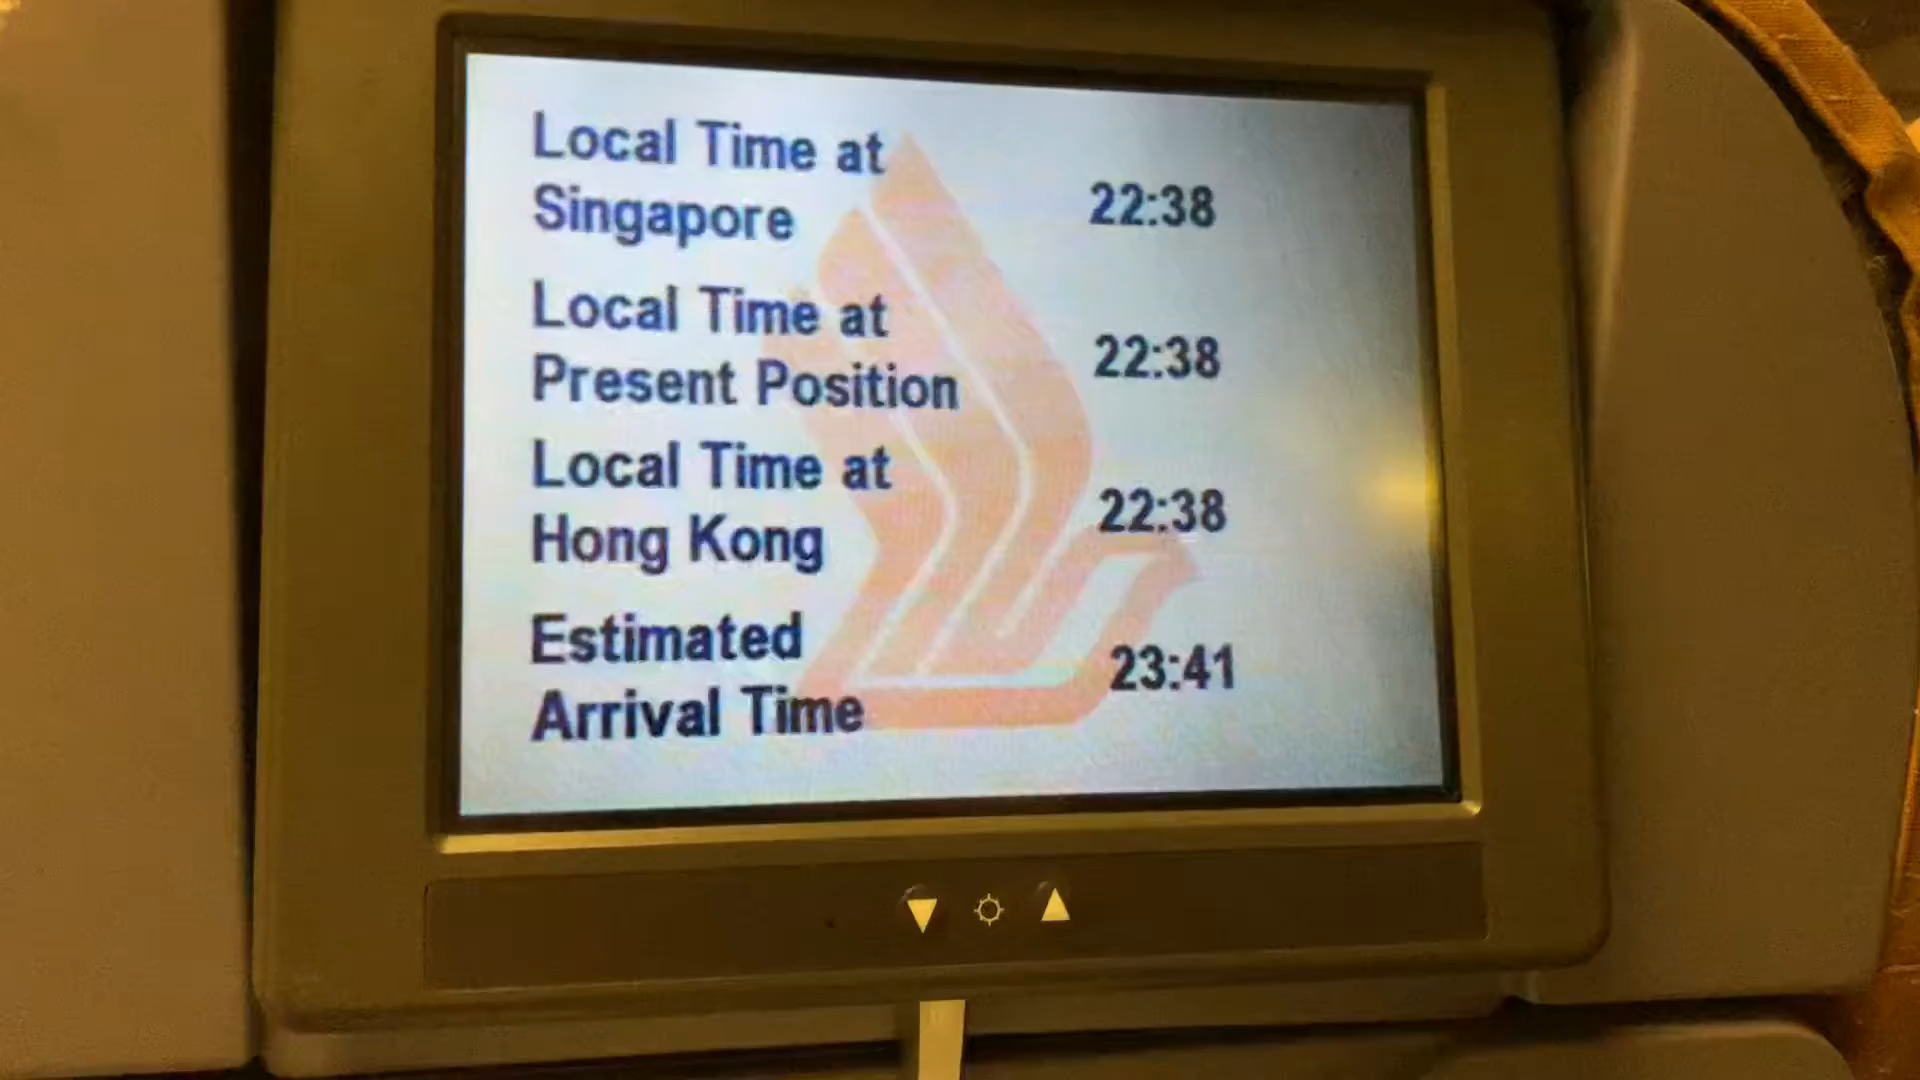 Local Time at
Singapore 22:38
Local Time at
Present Position 22:38
Local Time at
Hong Kong 22:38
Estimated
Arrival Time 23:41